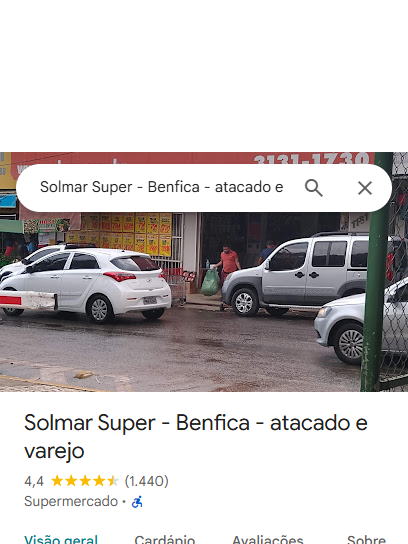 3131-1730
Solmar Super - Benfica - atacado e
Solmar Super - Benfica - atacado e
varejo
4,4 (1.440)
Supermercado ·
Visão geral Cardápio Avaliações Sobre